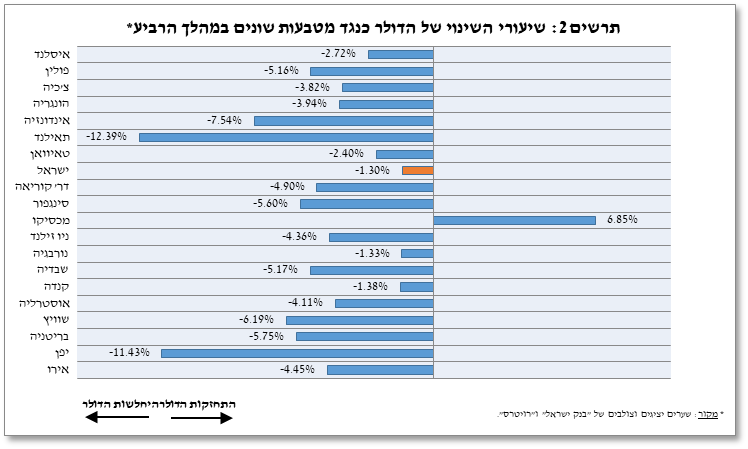 תרשים 2: שיעורי השינוי של הדולר כנגד מטבעות שונים במהלך הרביע*
איסלנד -2.72%
פולין -5.16%
צ'כיה -3.82%
הונגריה -3.94%
אינדונזיה -7.54%
תאילנד -12.39%
טאיוואן -2.40%
ישראל -1.30%
דר' קוריאה -4.90%
סינגפור -5.60%
מכסיקו 6.85%
ניו זילנד -4.36%
נורבגיה -1.33%
שבדיה -5.17%
קנדה -1.38%
אוסטרליה -4.11%
שוויץ -6.19%
בריטניה -5.75%
יפן -11.43%
אירו -4.45%
התחזקות הדולר
היחלשות הדולר
* מקור: שערים יציגים וצולבים של "בנק ישראל" ו"רויטרס".